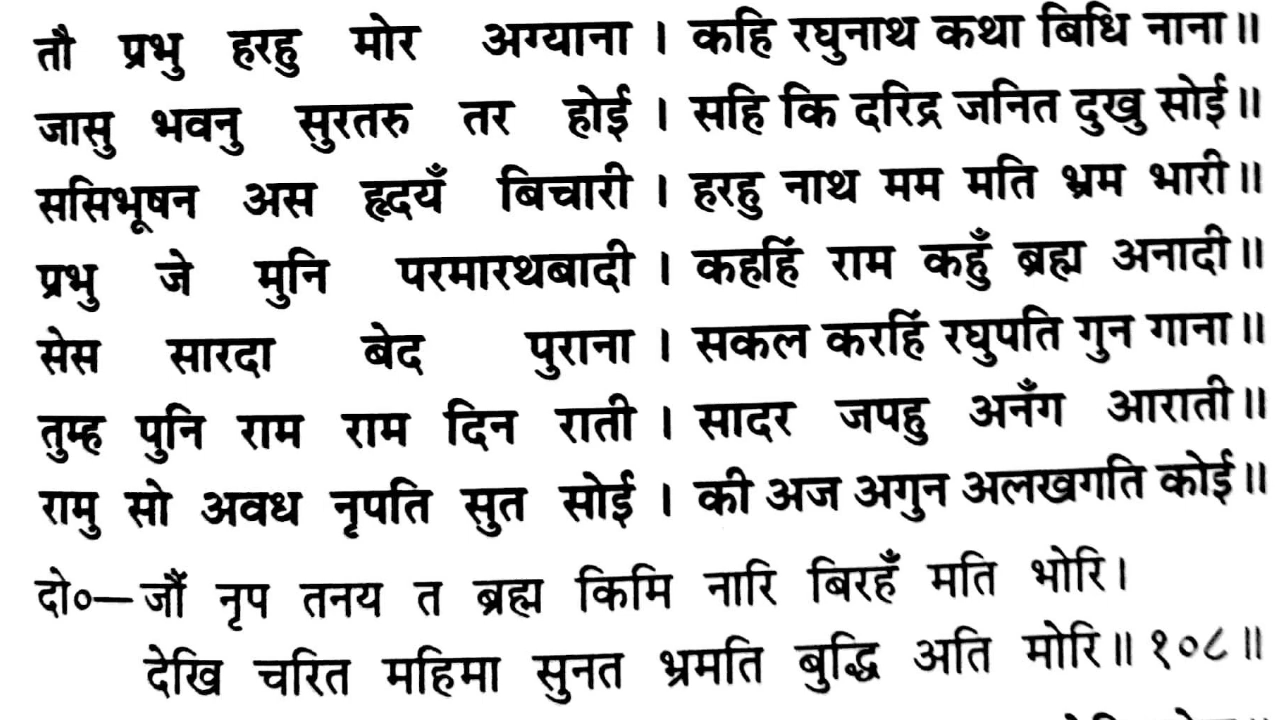 तौ प्रभु हरहु मोर अग्याना । कहि रघुनाथ कथा बिधि नाना॥
जासु भवनु सुरतरु तर होई । सहि कि दरिद्र जनित दुखु सोई॥
ससिभूषन अस हृदयँ बिचारी । हरहु नाथ मम मति भ्रम भारी॥
प्रभु जे मुनि परमारथबादी । कहहिं राम कहुँ ब्रह्म अनादी॥
सेस सारदा बेद पुराना । सकल करहिं रघुपति गुन गाना॥
तुम्ह पुनि राम राम दिन राती । सादर जपहु अनँग आराती॥
रामु सो अवध नृपति सुत सोई । की अज अगुन अलखगति कोई॥
दो०—जौं नृप तनय त ब्रह्म किमि नारि बिरहँ मति भोरि।
देखि चरित महिमा सुनत भ्रमति बुद्धि अति मोरि॥ १०८॥